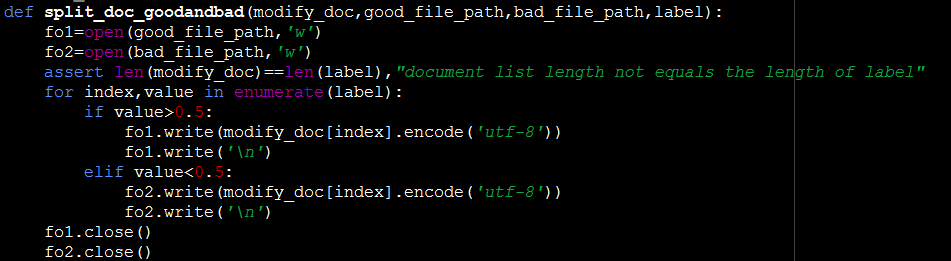 def split_doc_goodandbad(modify_doc,good_file_path,bad_file_path,label):
    fo1=open(good_file_path,'w')
    fo2=open(bad_file_path,'w')
    assert len(modify_doc)==len(label),"document list length not equals the length of label"
    for index,value in enumerate(label):
        if value>0.5:
            fo1.write(modify_doc[index].encode('utf-8'))
            fo1.write('\n')
        elif value<0.5:
            fo2.write(modify_doc[index].encode('utf-8'))
            fo2.write('\n')
    fo1.close()
    fo2.close()